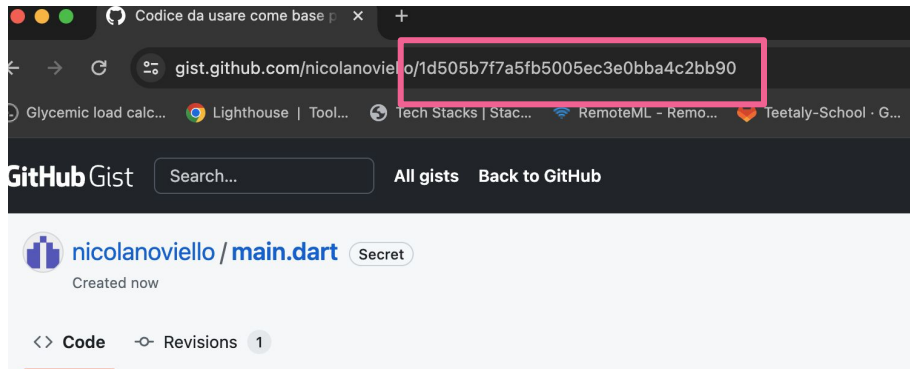 Codice da usare come base p
gist.github.com/nicolanoviello/1d505b7f7a5fb5005ec3e0bba4c2bb90
Glycemic load calc... Lighthouse | Tool... Tech Stacks | Stac... RemoteML - Remo... Teetaly-School · G...
GitHub Gist Search... All gists Back to GitHub
nicolanoviello / main.dart Secret
Created now
<> Code Revisions 1